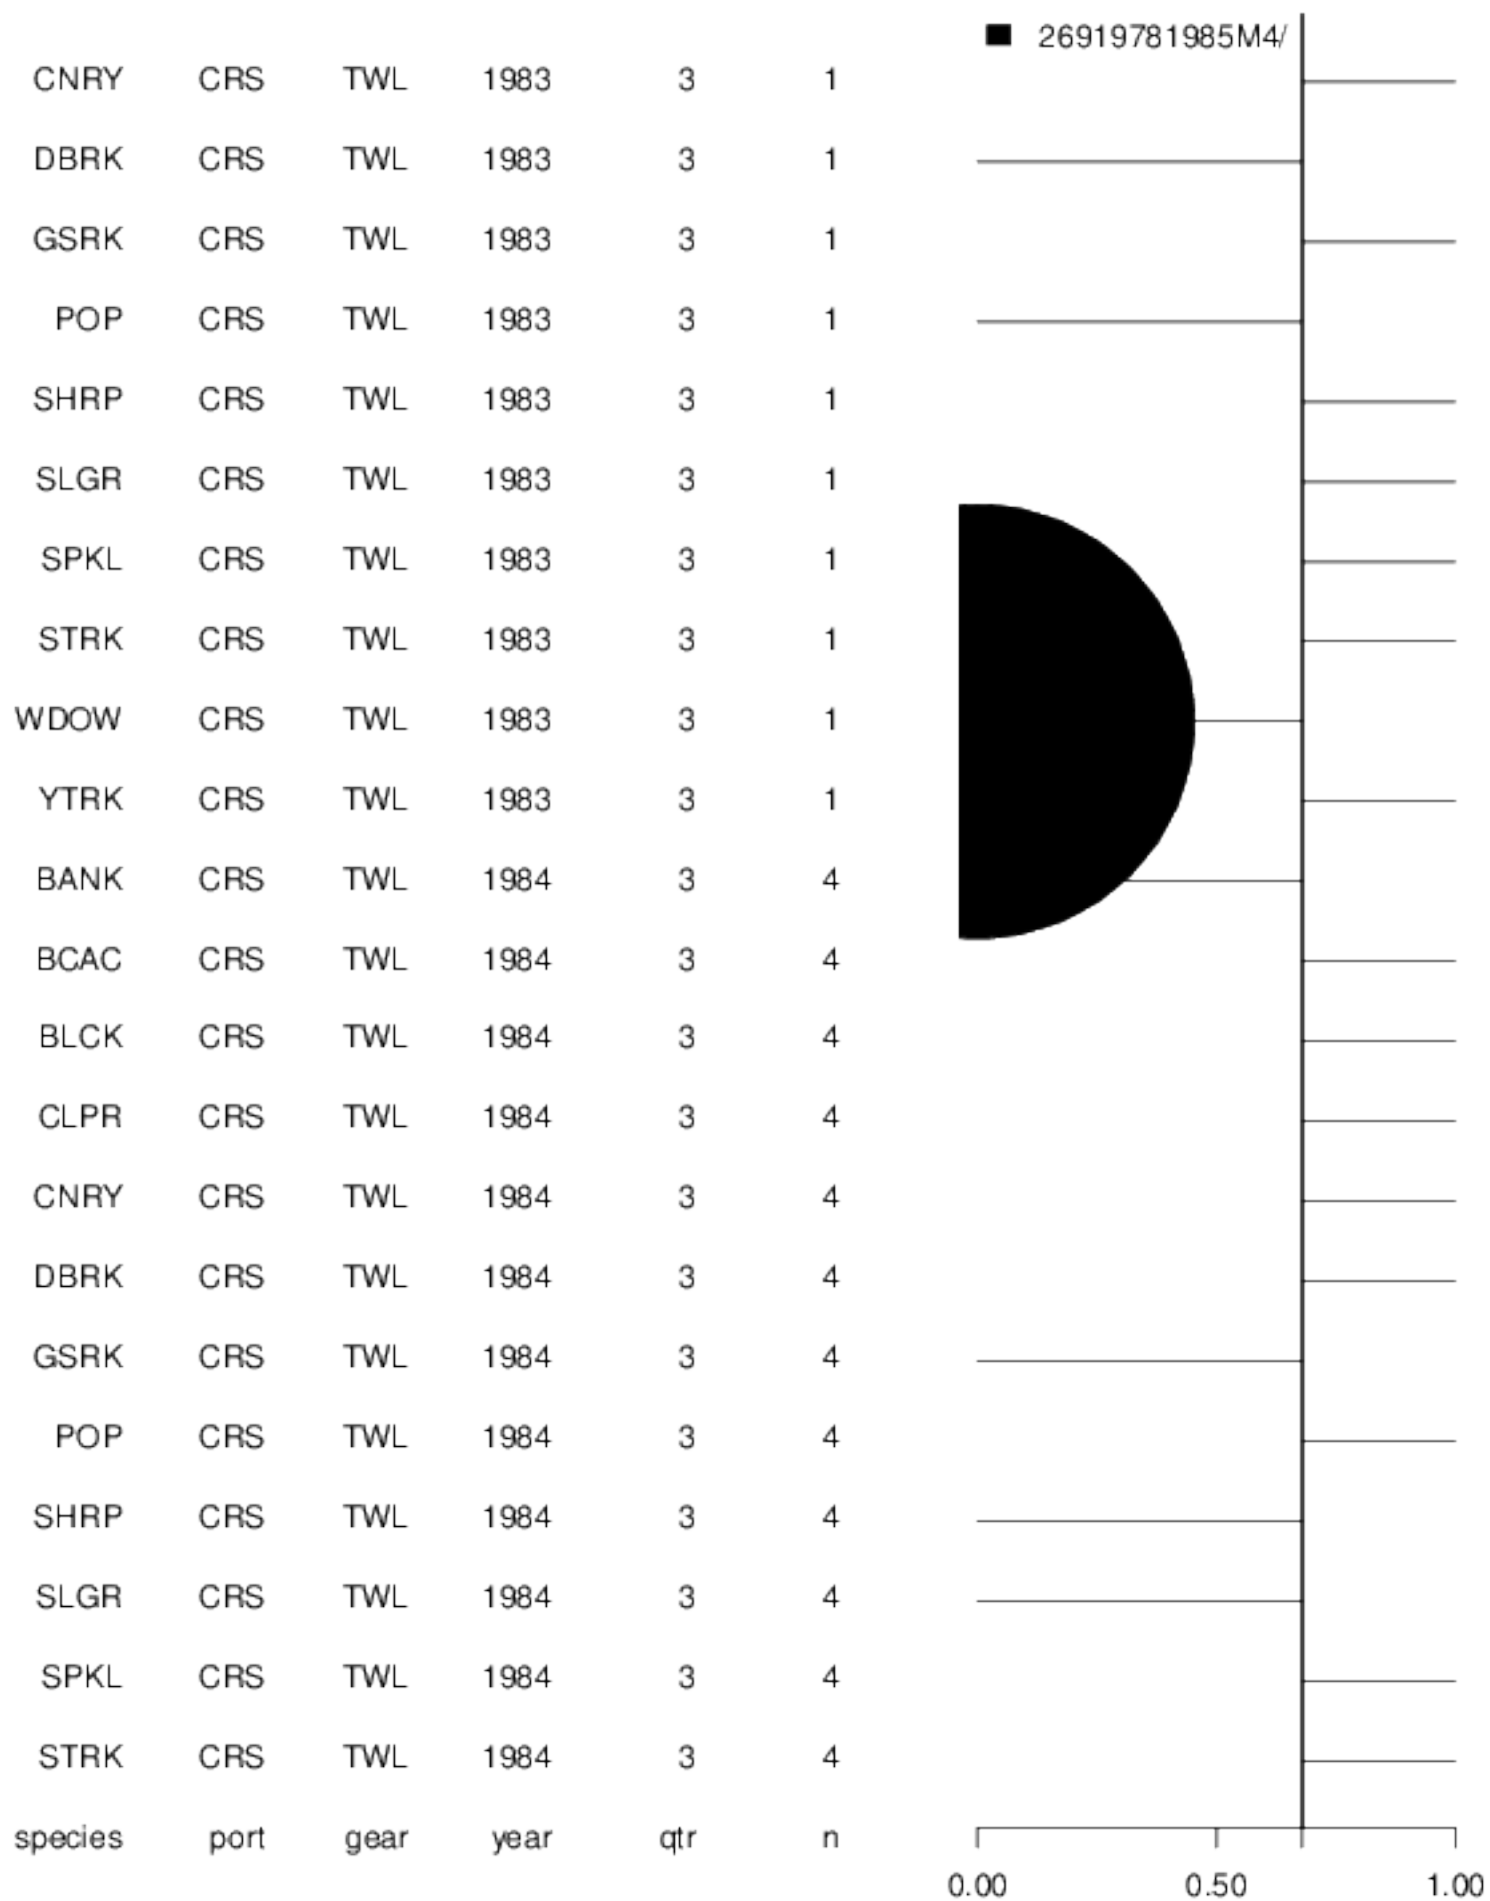 26919781985M4/
CNRY CRS TWL 1983 3 1
DBRK CRS TWL 1983 3 1
GSRK CRS TWL 1983 3 1
POP CRS TWL 1983 3 1
SHRP CRS TWL 1983 3 1
SLGR CRS TWL 1983 3 1
SPKL CRS TWL 1983 3 1
STRK CRS TWL 1983 3 1
WDOW CRS TWL 1983 3 1
YTRK CRS TWL 1983 3 1
BANK CRS TWL 1984 3 4
BCAC CRS TWL 1984 3 4
BLCK CRS TWL 1984 3 4
CLPR CRS TWL 1984 3 4
CNRY CRS TWL 1984 3 4
DBRK CRS TWL 1984 3 4
GSRK CRS TWL 1984 3 4
POP CRS TWL 1984 3 4
SHRP CRS TWL 1984 3 4
SLGR CRS TWL 1984 3 4
SPKL CRS TWL 1984 3 4
STRK CRS TWL 1984 3 4
species port gear year qtr n
0.00 0.50 1.00